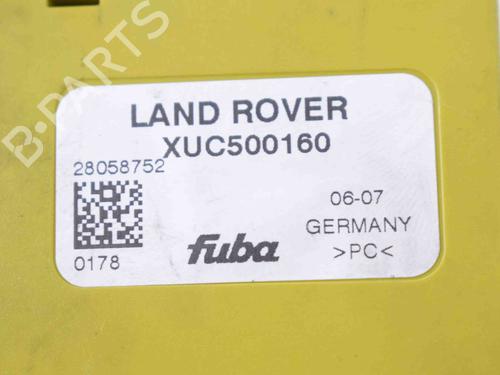 B-PARTS
LAND ROVER
XUC500160
28058752
06-07
GERMANY
0178
fuba
>PC<